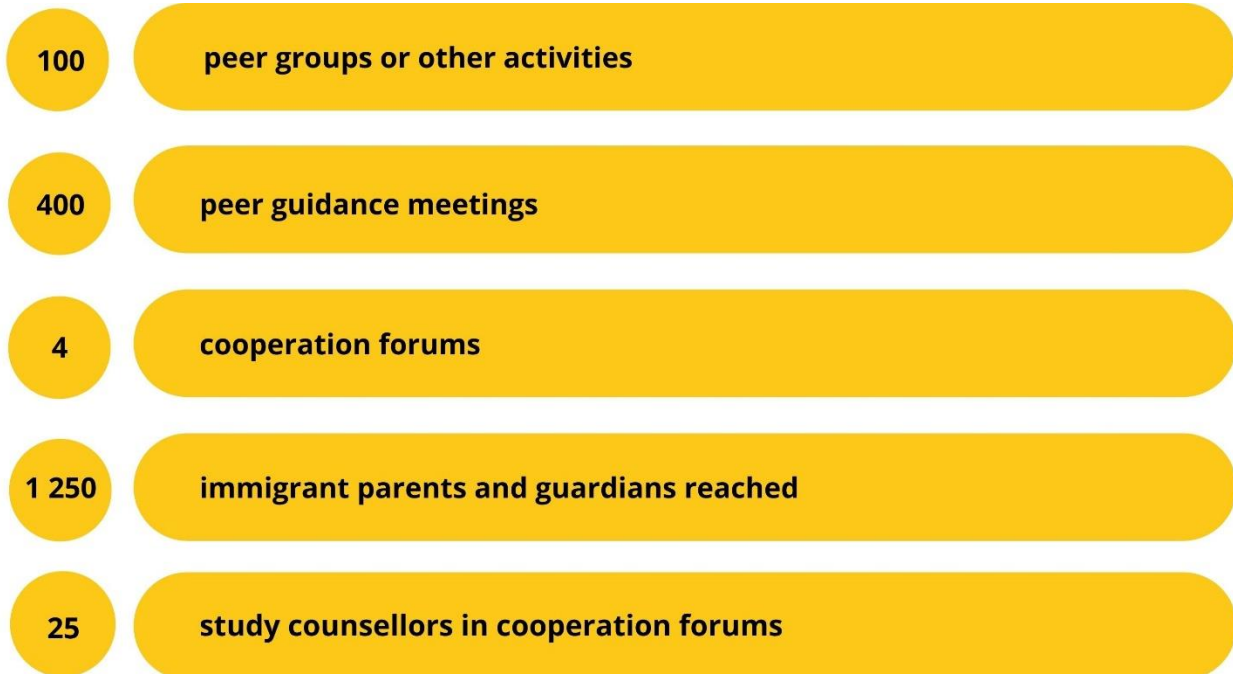 100 peer groups or other activities
400 peer guidance meetings
4 cooperation forums
1 250 immigrant parents and guardians reached
25 study counsellors in cooperation forums